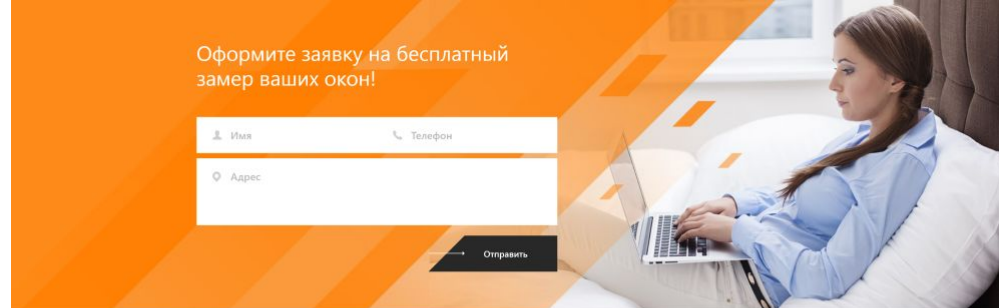 Оформите заявку на бесплатный
замер ваших окон!
Имя
Телефон
Адрес
Отправить